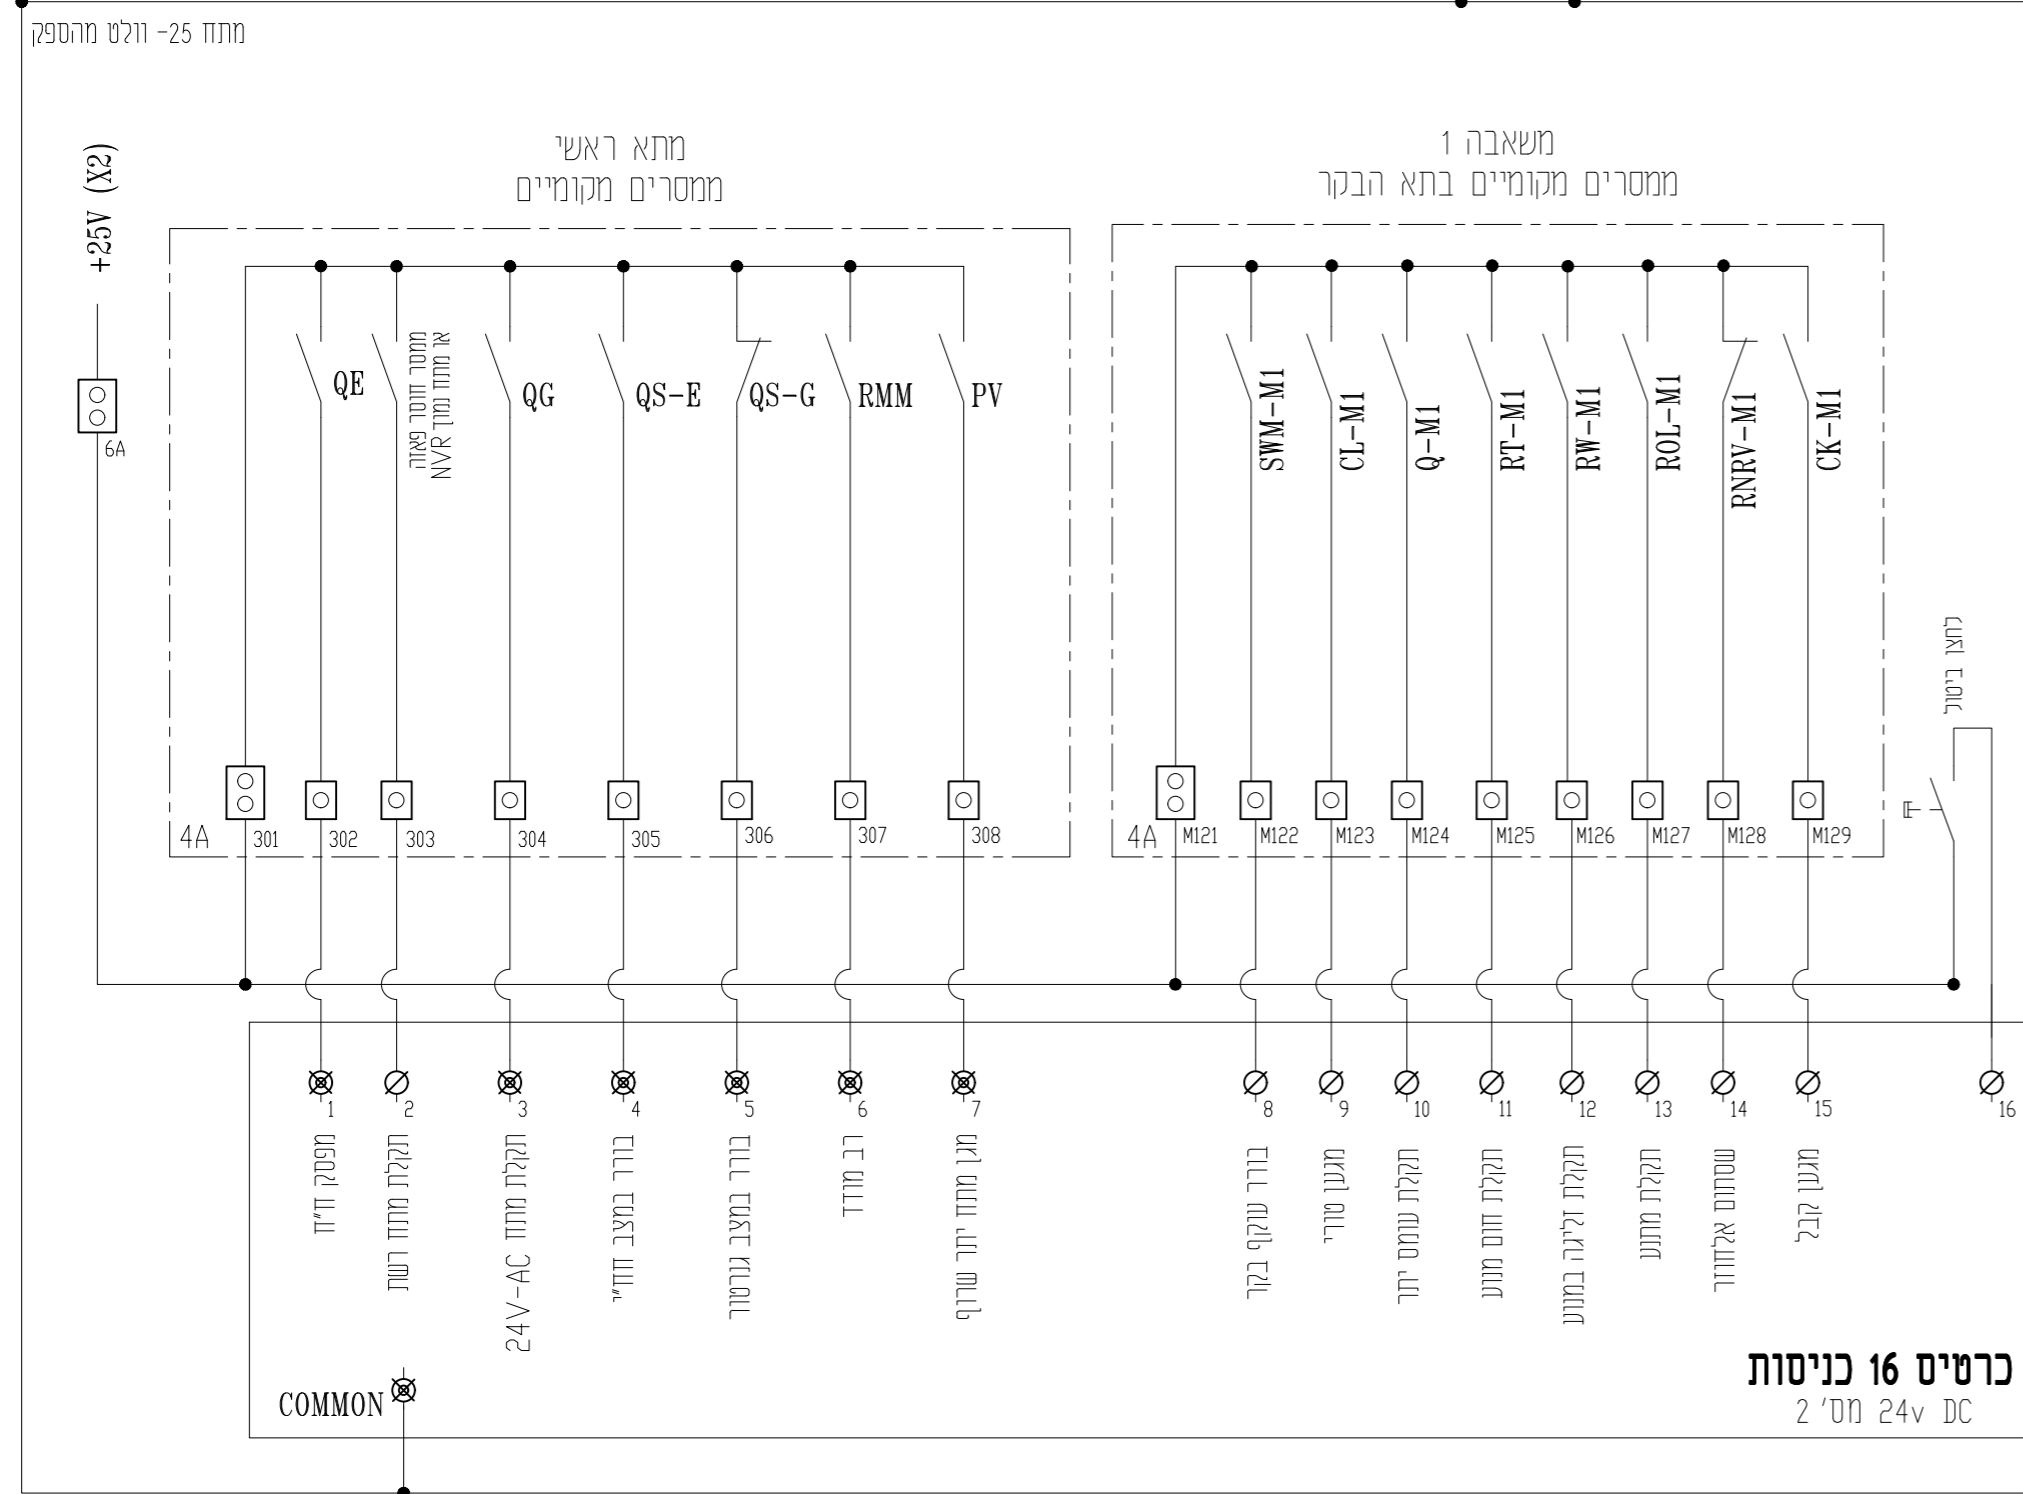 מתח 25- וולט מהספק
+25V (X2)
6A
מתא ראשי
ממסרים מקומיים
QE
ממסר חוסר פאזה
או מתח נמוך NVR
QG
QS-E
QS-G
RMM
PV
4A
301
302
303
304
305
306
307
308
משאבה 1
ממסרים מקומיים בתא הבקר
SWM-M1
CL-M1
Q-M1
RT-M1
RW-M1
ROL-M1
RNRV-M1
CK-M1
4A
M121
M122
M123
M124
M125
M126
M127
M128
M129
לחצן ביטול
1
2
3
4
5
6
7
8
9
10
11
12
13
14
15
16
מפסק ח"ח
תקלת מתח רשת
תקלת מתח 24V-AC
בורר במצב חח"י
בורר במצב גנרטור
רב מודד
מגן מתח יתר שרוף
בורר עוקף בקר
מגען טורי
תקלת עומס יתר
תקלת חום מנוע
תקלת זליגה במנוע
תקלת מתנע
שסתום אלחוזר
מגען קבל
COMMON
כרטיס 16 כניסות
24v DC מס' 2